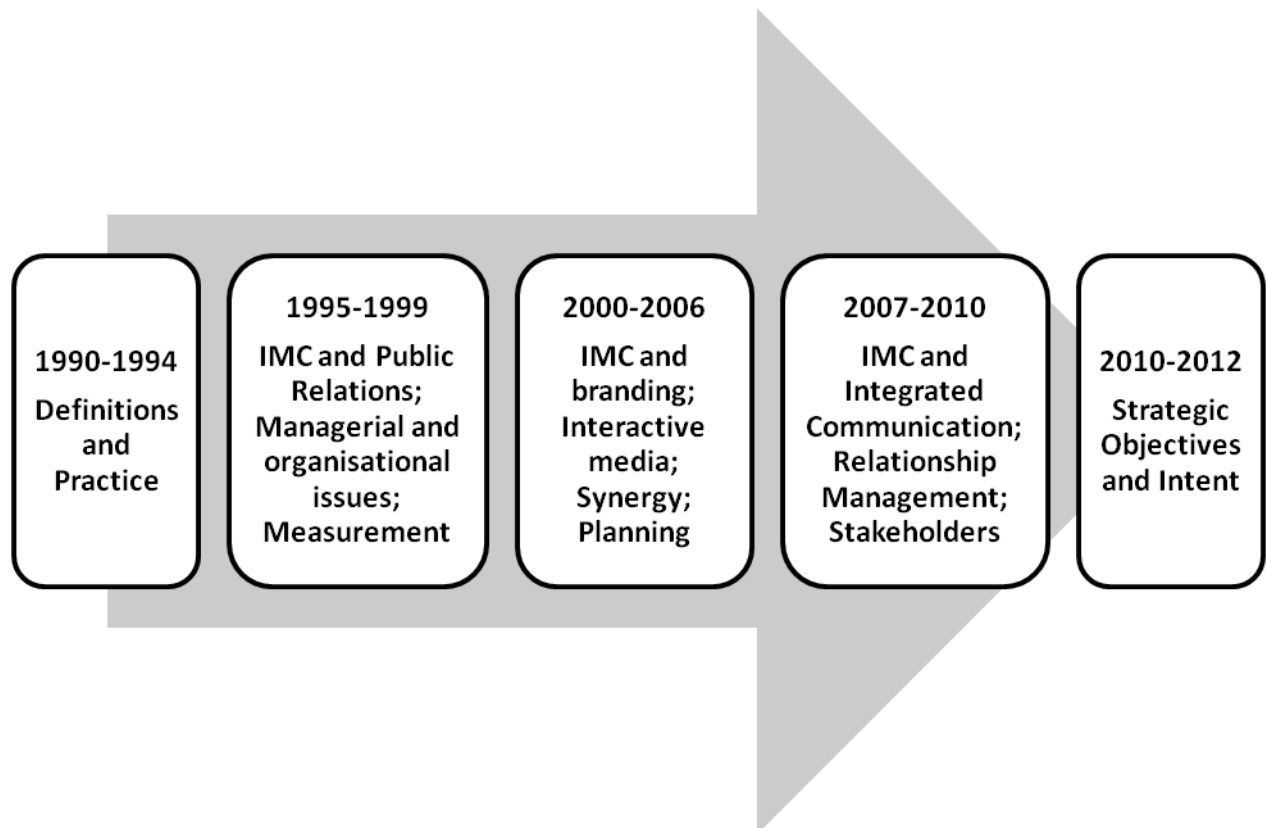 1990-1994
Definitions
and
Practice
1995-1999
IMC and Public
Relations;
Managerial and
organisational
issues;
Measurement
2000-2006
IMC and
branding;
Interactive
media;
Synergy;
Planning
2007-2010
IMC and
Integrated
Communication;
Relationship
Management;
Stakeholders
2010-2012
Strategic
Objectives
and Intent